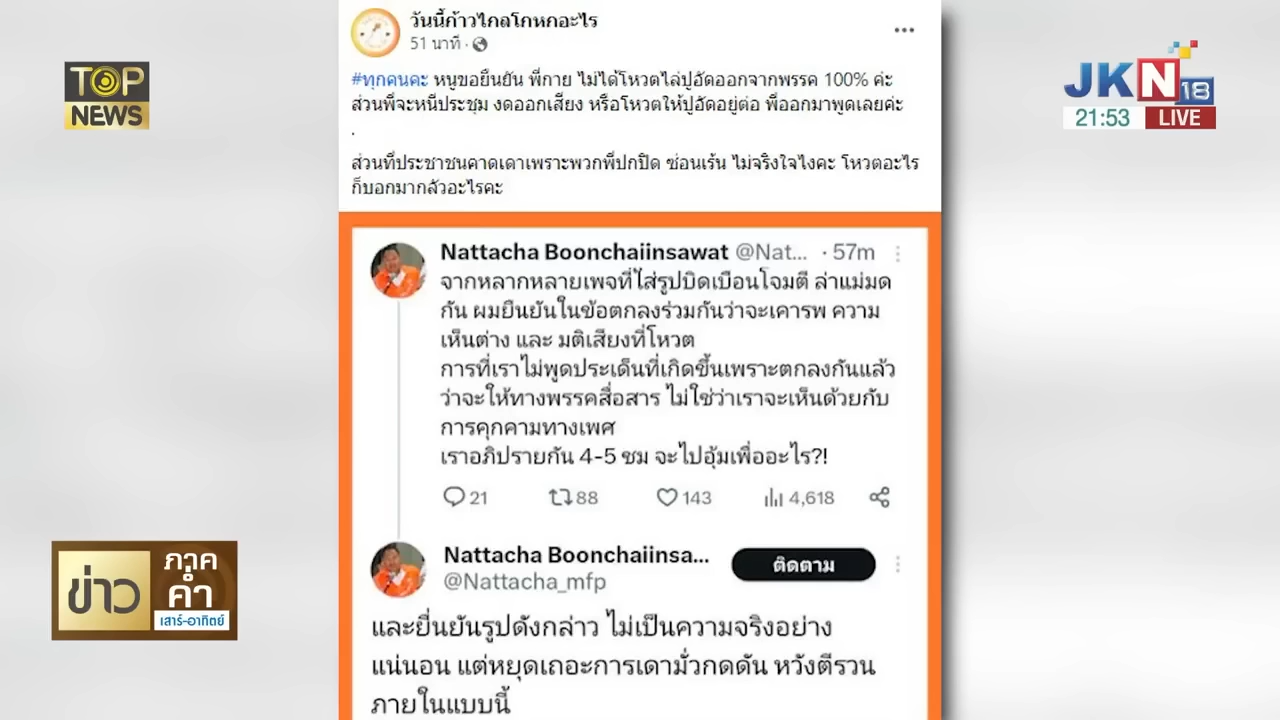 วันนี้ก้าวไกลโกหกอะไร
51 นาที ·
#ทุกคนคะ หนูขอยืนยัน พี่กาย ไม่ได้โหวตไล่ปูอัดออกจากพรรค 100% ค่ะ
ส่วนพี่จะหนีประชุม งดออกเสียง หรือโหวตให้ปูอัดอยู่ต่อ พี่ออกมาพูดเลยค่ะ
.
ส่วนที่ประชาชนคาดเดาเพราะพวกพี่ปกปิด ซ่อนเร้น ไม่จริงใจไงคะ โหวตอะไร
ก็บอกมากลัวอะไรคะ
TOP
NEWS
JKN18
21:53 LIVE
Nattacha Boonchaiinsawat @Nat... · 57m
จากหลากหลายเพจที่ใส่รูปบิดเบือนโจมตี ล่าแม่มด
กัน ผมยืนยันในข้อตกลงร่วมกันว่าจะเคารพ ความ
เห็นต่าง และ มติเสียงที่โหวต
การที่เราไม่พูดประเด็นที่เกิดขึ้นเพราะตกลงกันแล้ว
ว่าจะให้ทางพรรคสื่อสาร ไม่ใช่ว่าเราจะเห็นด้วยกับ
การคุกคามทางเพศ
เราอภิปรายกัน 4-5 ชม จะไปอุ้มเพื่ออะไร?!
21 88 143 4,618
Nattacha Boonchaiinsa...
@Nattacha_mfp
ติดตาม
และยื่นยันรูปดังกล่าว ไม่เป็นความจริงอย่าง
แน่นอน แต่หยุดเถอะการเดามั่วกดดัน หวังตีรวน
ภายในแบบนี้
ข่าว
ภาค
ค่ำ
เสาร์-อาทิตย์